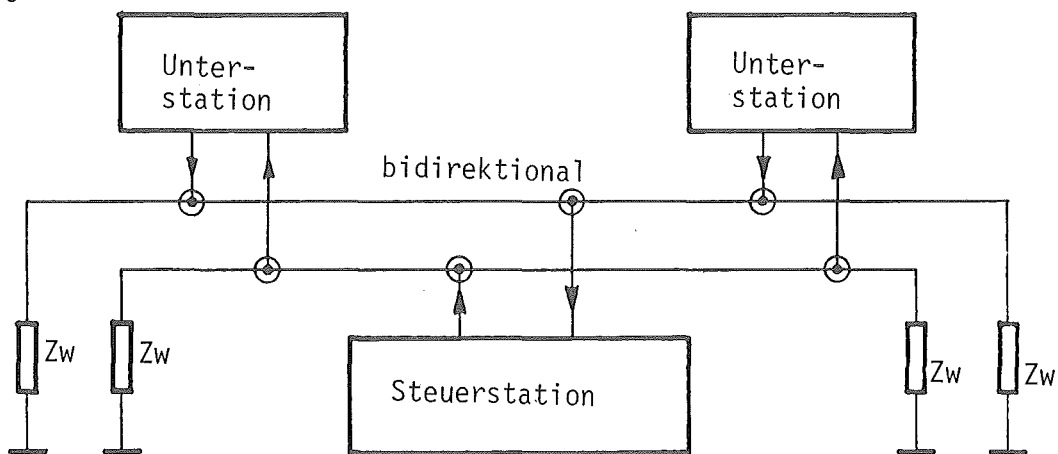 Unter-
station
Unter-
station
bidirektional
Zw
Zw
Zw
Zw
Steuerstation